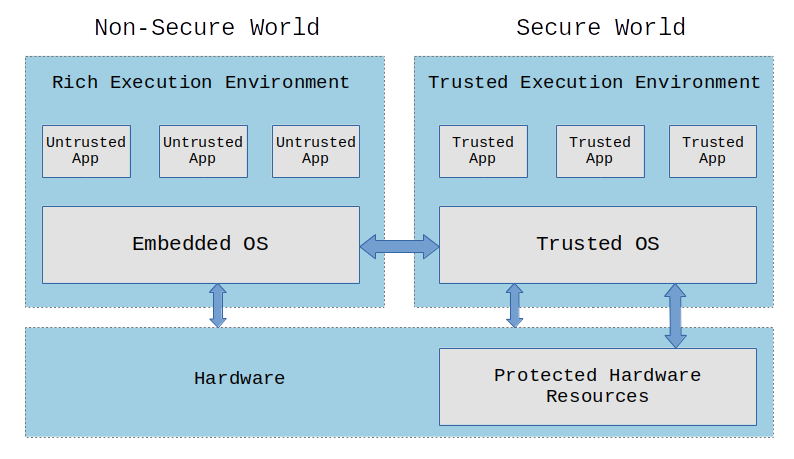 Non-Secure World
Secure World
Rich Execution Environment
Trusted Execution Environment
Untrusted
App
Untrusted
App
Untrusted
App
Trusted
App
Trusted
App
Trusted
App
Embedded OS
Trusted OS
Hardware
Protected Hardware
Resources